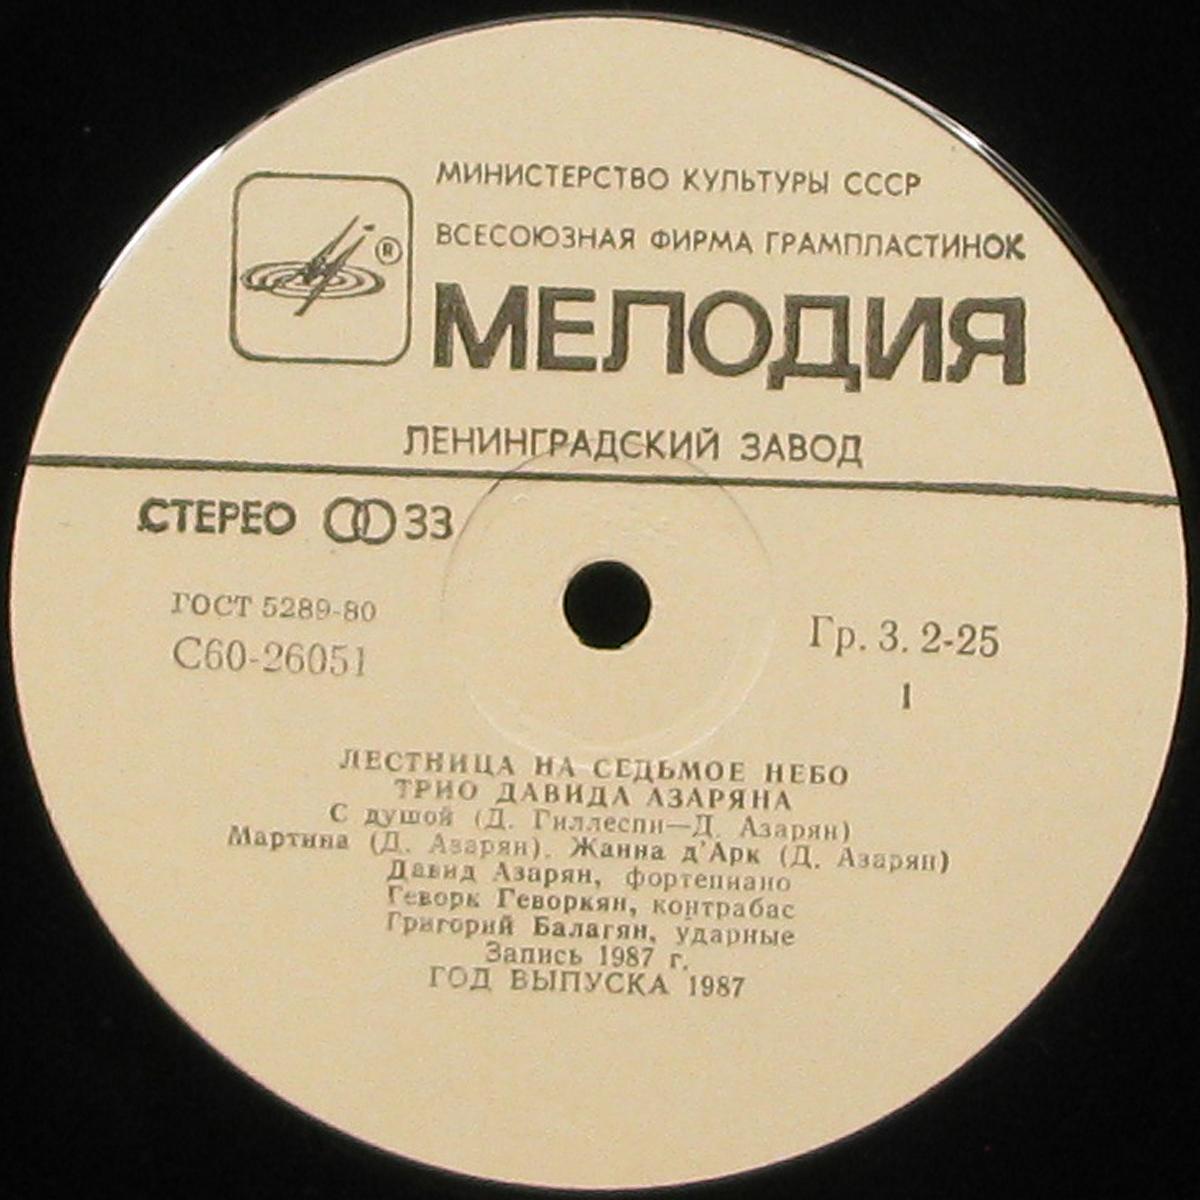 МИНИСТЕРСТВО КУЛЬТУРЫ СССР
ВСЕСОЮЗНАЯ ФИРМА ГРАМПЛАСТИНОК
®
МЕЛОДИЯ
ЛЕНИНГРАДСКИЙ ЗАВОД
СТЕРЕО 33
ГОСТ 5289-80
С60-26051
Гр. 3. 2-25
1
ЛЕСТНИЦА НА СЕДЬМОЕ НЕБО
ТРИО ДАВИДА АЗАРЯНА
С душой (Д. Гиллеспи—Д. Азарян)
Мартина (Д. Азарян). Жанна д'Арк (Д. Азарян)
Давид Азарян, фортепиано
Геворк Геворкян, контрабас
Григорий Балагян, ударные
Запись 1987 г.
ГОД ВЫПУСКА 1987